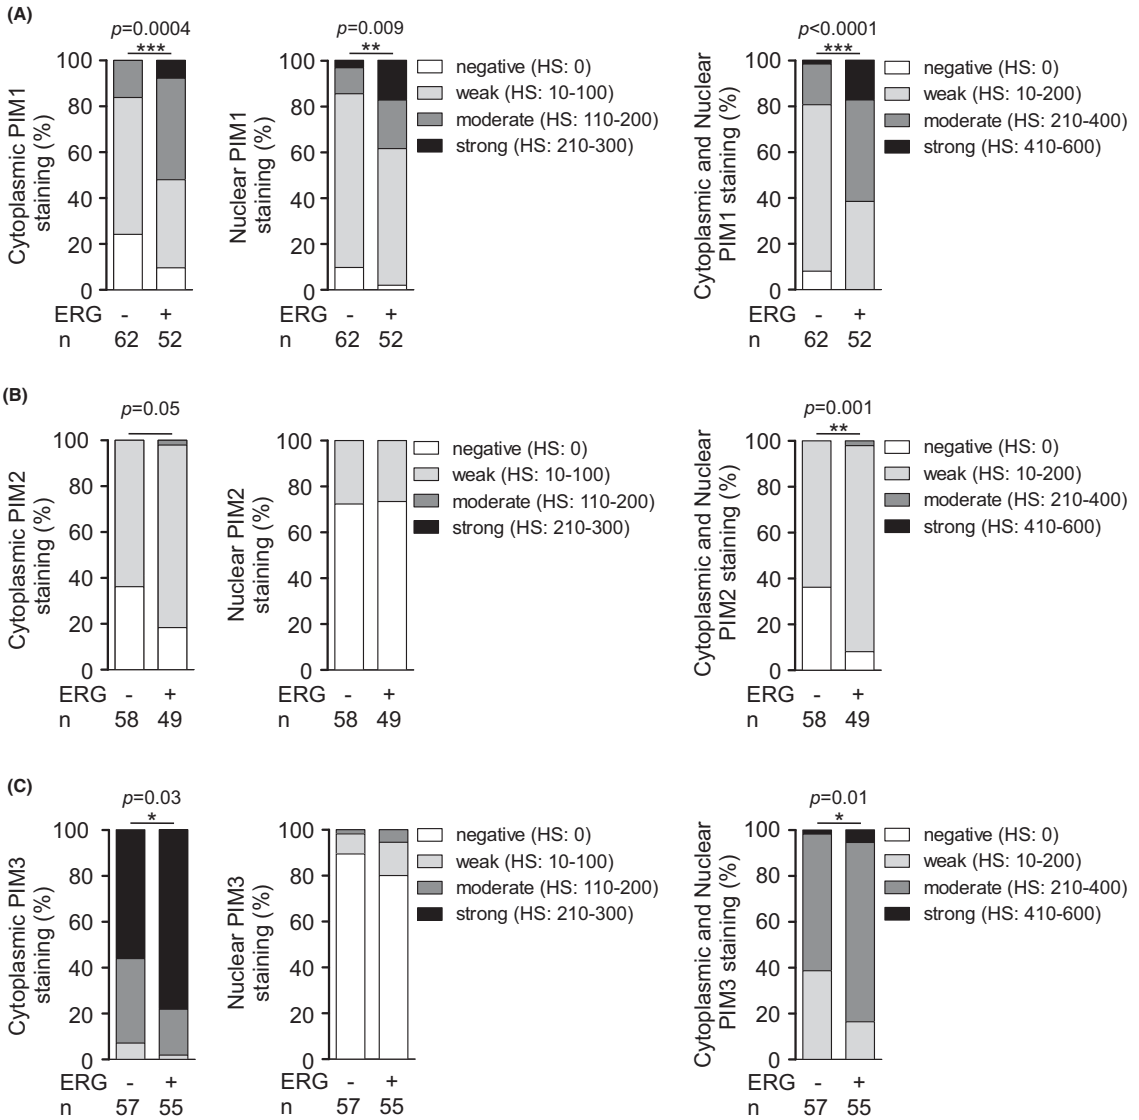 (A)
p=0.0004
***
Cytoplasmic PIM1
staining (%)
100
80
60
40
20
0
ERG - +
n 62 52
p=0.009
**
Nuclear PIM1
staining (%)
100
80
60
40
20
0
ERG - +
n 62 52
negative (HS: 0)
weak (HS: 10-100)
moderate (HS: 110-200)
strong (HS: 210-300)
p<0.0001
***
Cytoplasmic and Nuclear
PIM1 staining (%)
100
80
60
40
20
0
ERG - +
n 62 52
negative (HS: 0)
weak (HS: 10-200)
moderate (HS: 210-400)
strong (HS: 410-600)
(B)
p=0.05
Cytoplasmic PIM2
staining (%)
100
80
60
40
20
0
ERG - +
n 58 49
Nuclear PIM2
staining (%)
100
80
60
40
20
0
ERG - +
n 58 49
negative (HS: 0)
weak (HS: 10-100)
moderate (HS: 110-200)
strong (HS: 210-300)
p=0.001
**
Cytoplasmic and Nuclear
PIM2 staining (%)
100
80
60
40
20
0
ERG - +
n 58 49
negative (HS: 0)
weak (HS: 10-200)
moderate (HS: 210-400)
strong (HS: 410-600)
(C)
p=0.03
*
Cytoplasmic PIM3
staining (%)
100
80
60
40
20
0
ERG - +
n 57 55
Nuclear PIM3
staining (%)
100
80
60
40
20
0
ERG - +
n 57 55
negative (HS: 0)
weak (HS: 10-100)
moderate (HS: 110-200)
strong (HS: 210-300)
p=0.01
*
Cytoplasmic and Nuclear
PIM3 staining (%)
100
80
60
40
20
0
ERG - +
n 57 55
negative (HS: 0)
weak (HS: 10-200)
moderate (HS: 210-400)
strong (HS: 410-600)